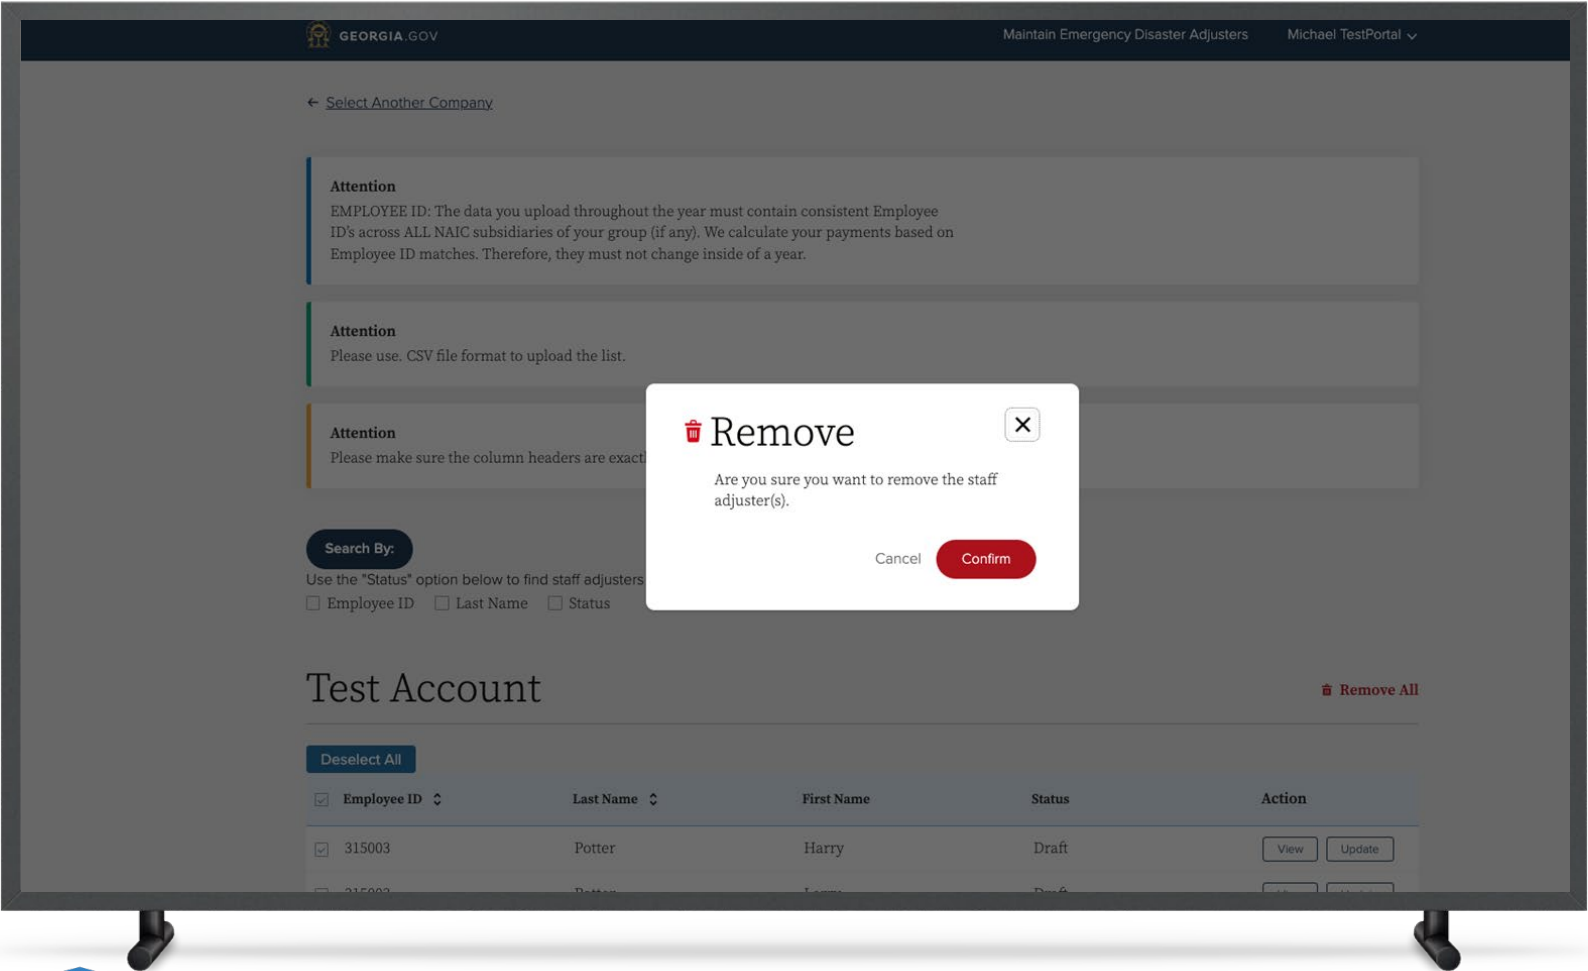 GEORGIA.GOV
Maintain Emergency Disaster Adjusters
Michael TestPortal
Select Another Company
Attention
EMPLOYEE ID: The data you upload throughout the year must contain consistent Employee
ID's across ALL NAIC subsidiaries of your group (if any). We calculate your payments based on
Employee ID matches. Therefore, they must not change inside of a year.
Attention
Please use. CSV file format to upload the list.
Attention
Please make sure the column headers are
Remove
Are you sure you want to remove the staff
adjuster(s).
Cancel Confirm
Search By:
Use the "Status" option below to find staff adjusters
Employee ID Last Name Status
Test Account
Remove All
Deselect All
Employee ID Last Name First Name Status Action
315003 Potter Harry Draft View Update